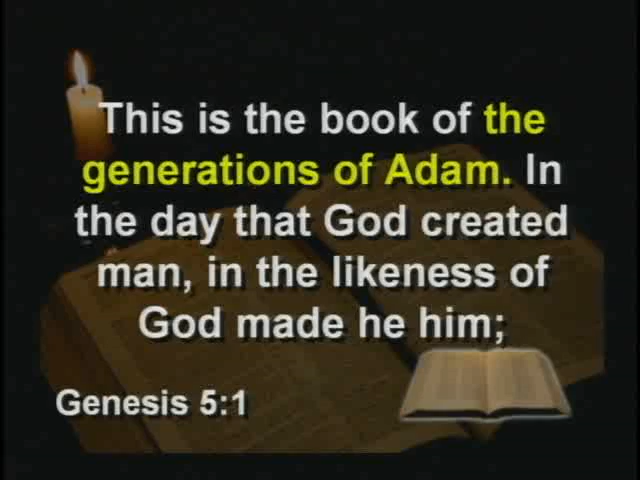 This is the book of the
generations of Adam. In
the day that God created
man, in the likeness of
God made he him;
Genesis 5:1